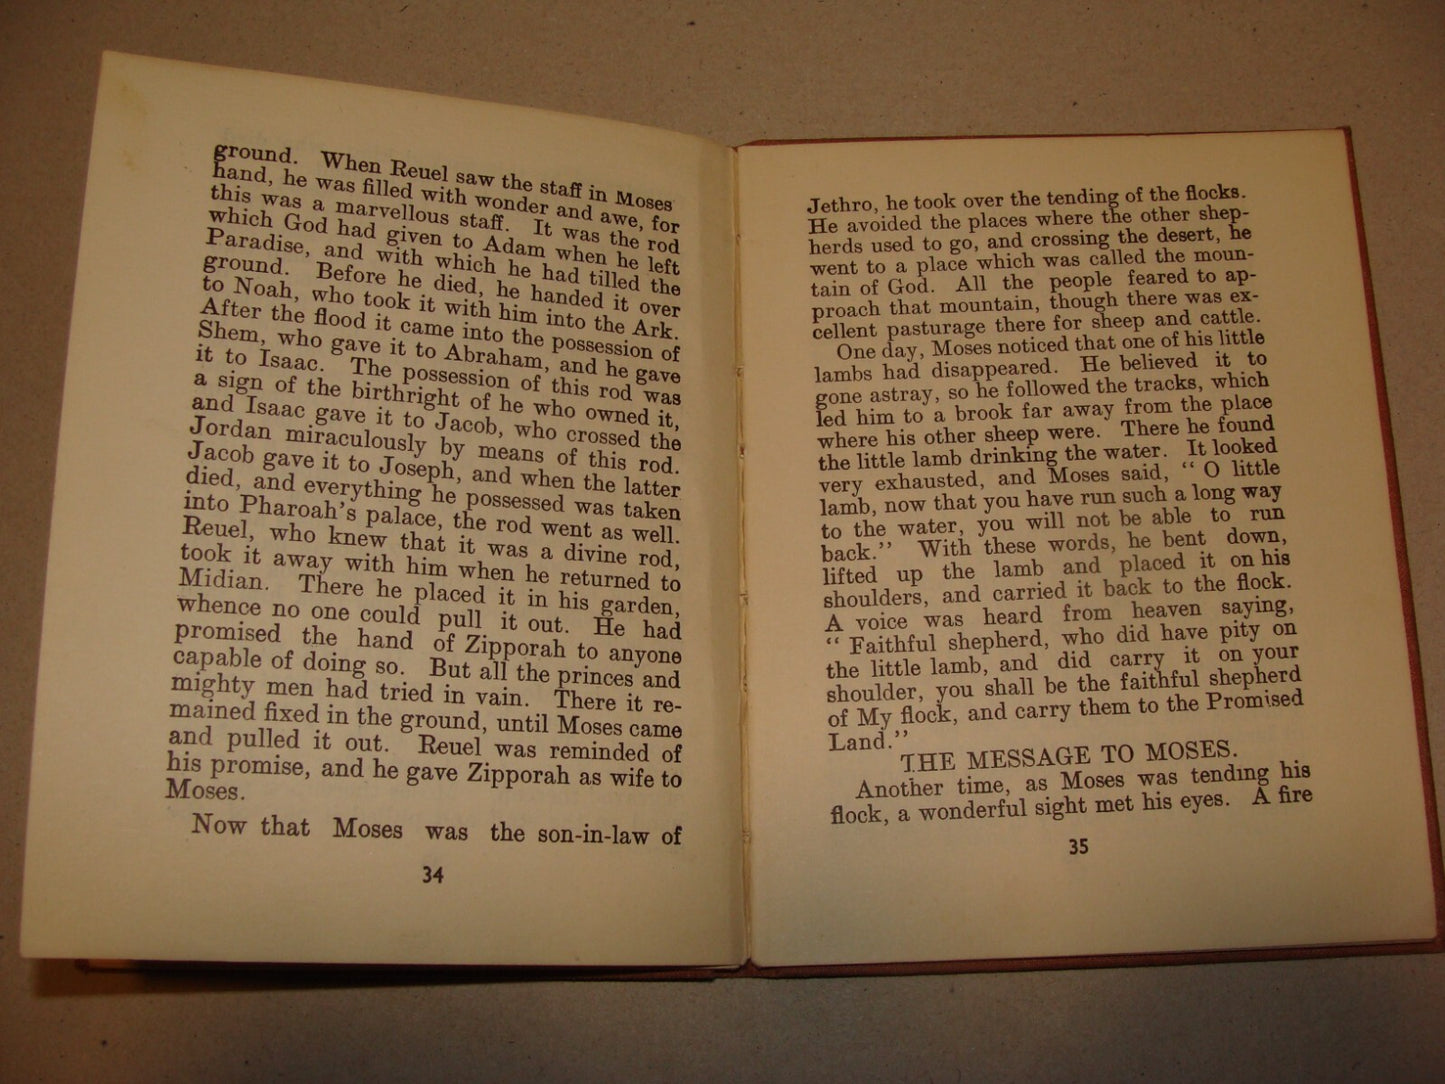 ground. When Reuel saw the staff in Moses
hand, he was filled with wonder and awe, for
this was a marvellous staff. It was the rod
which God had given to Adam when he left
Paradise, and with which he had tilled the
ground. Before he died, he handed it over
to Noah, who took it with him into the Ark.
After the flood it came into the possession of
Shem, who gave it to Abraham, and he gave
it to Isaac. The possession of this rod was
a sign of the birthright of he who owned it,
and Isaac gave it to Jacob, who crossed the
Jordan miraculously by means of this rod.
Jacob gave it to Joseph, and when the latter
died, and everything he possessed was taken
into Pharoah's palace, the rod went as well.
Reuel, who knew that it was a divine rod,
took it away with him when he returned to
Midian. There he placed it in his garden,
whence no one could pull it out. He had
promised the hand of Zipporah to anyone
capable of doing so. But all the princes and
mighty men had tried in vain. There it re-
mained fixed in the ground, until Moses came
and pulled it out. Reuel was reminded of
his promise, and he gave Zipporah as wife to
Moses.
Now that Moses was the son-in-law of
34
Jethro, he took over the tending of the flocks.
He avoided the places where the other shep-
herds used to go, and crossing the desert, he
went to a place which was called the moun-
tain of God. All the people feared to ap-
proach that mountain, though there was ex-
cellent pasturage there for sheep and cattle.
One day, Moses noticed that one of his little
lambs had disappeared. He believed it to
gone astray, so he followed the tracks, which
led him to a brook far away from the place
where his other sheep were. There he found
the little lamb drinking the water. It looked
very exhausted, and Moses said, "O little
lamb, now that you have run such a long way
to the water, you will not be able to run
back." With these words, he bent down,
lifted up the lamb and placed it on his
shoulders, and carried it back to the flock.
A voice was heard from heaven saying,
"Faithful shepherd, who did have pity on
the little lamb, and did carry it on your
shoulder, you shall be the faithful shepherd
of My flock, and carry them to the Promised
Land."
THE MESSAGE TO MOSES.
Another time, as Moses was tending his
flock, a wonderful sight met his eyes. A fire
35